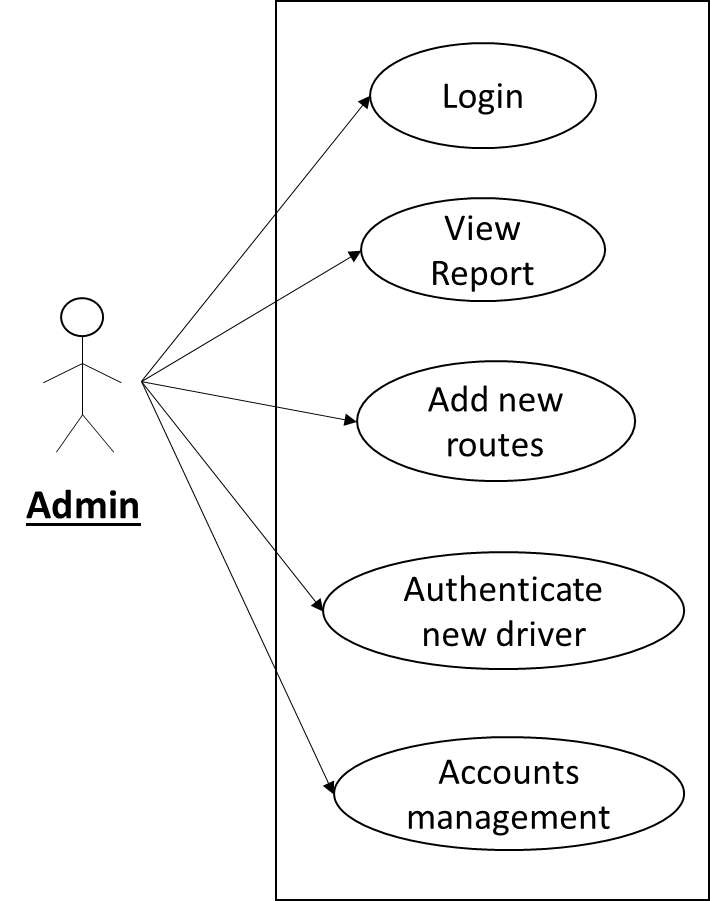 Login
View
Report
Add new
routes
Admin
Authenticate
new driver
Accounts
management